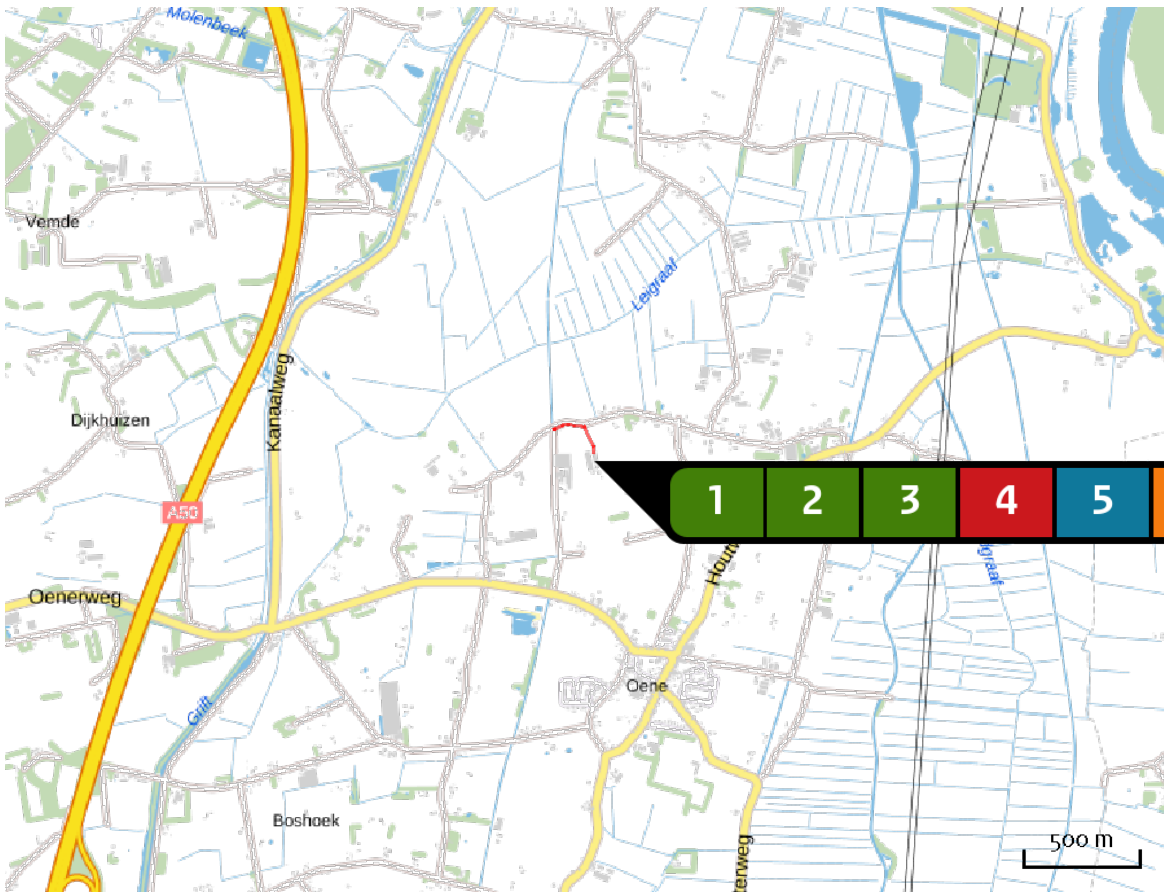 Molenbeek
Vemde
Leigraaf
Kanaalweg
Dijkhuizen
1 2 3 4 5
A50
Oenerweg
Oene
Grift
Boshoek
500 m